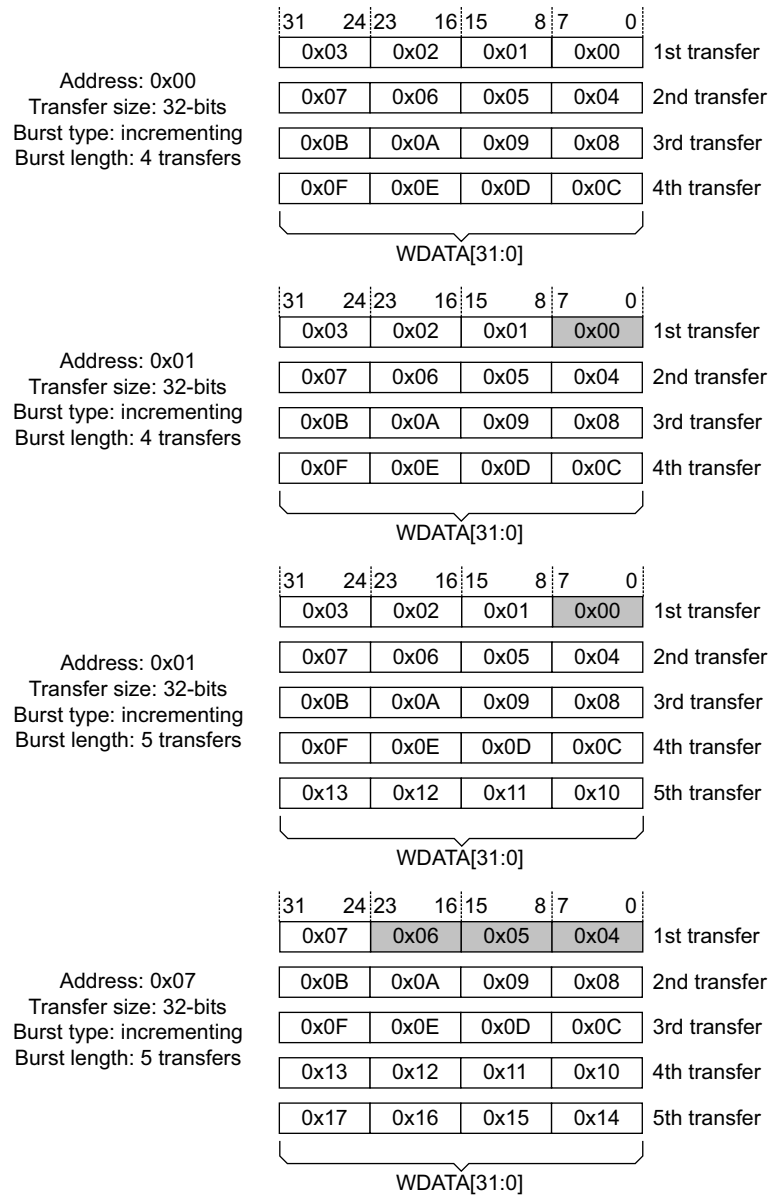 31 24 23 16 15 8 7 0
0x03 0x02 0x01 0x00 1st transfer
Address: 0x00
Transfer size: 32-bits
Burst type: incrementing
Burst length: 4 transfers
0x07 0x06 0x05 0x04 2nd transfer
0x0B 0x0A 0x09 0x08 3rd transfer
0x0F 0x0E 0x0D 0x0C 4th transfer
WDATA[31:0]
31 24 23 16 15 8 7 0
0x03 0x02 0x01 0x00 1st transfer
Address: 0x01
Transfer size: 32-bits
Burst type: incrementing
Burst length: 4 transfers
0x07 0x06 0x05 0x04 2nd transfer
0x0B 0x0A 0x09 0x08 3rd transfer
0x0F 0x0E 0x0D 0x0C 4th transfer
WDATA[31:0]
31 24 23 16 15 8 7 0
0x03 0x02 0x01 0x00 1st transfer
Address: 0x01
Transfer size: 32-bits
Burst type: incrementing
Burst length: 5 transfers
0x07 0x06 0x05 0x04 2nd transfer
0x0B 0x0A 0x09 0x08 3rd transfer
0x0F 0x0E 0x0D 0x0C 4th transfer
0x13 0x12 0x11 0x10 5th transfer
WDATA[31:0]
31 24 23 16 15 8 7 0
0x07 0x06 0x05 0x04 1st transfer
Address: 0x07
Transfer size: 32-bits
Burst type: incrementing
Burst length: 5 transfers
0x0B 0x0A 0x09 0x08 2nd transfer
0x0F 0x0E 0x0D 0x0C 3rd transfer
0x13 0x12 0x11 0x10 4th transfer
0x17 0x16 0x15 0x14 5th transfer
WDATA[31:0]